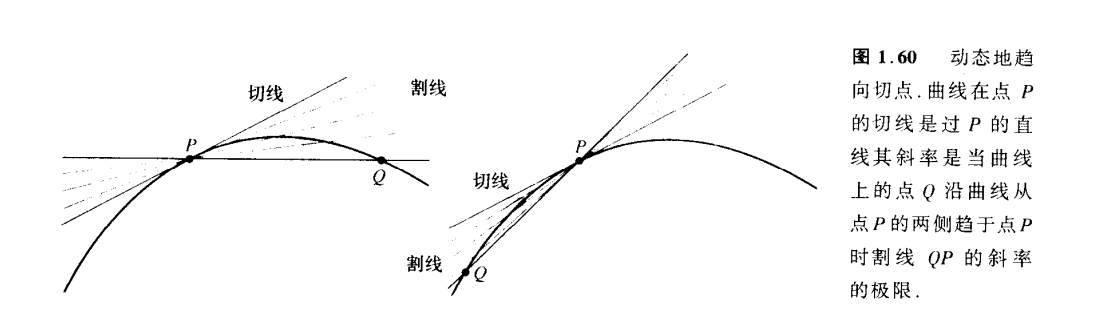 切线
割线
P
Q
P
切线
割线
Q
图 1.60 动态地趋
向切点.曲线在点 P
的切线是过 P 的直
线其斜率是当曲线
上的点 Q 沿曲线从
点P的两侧趋于点P
时割线 QP 的斜率
的极限.